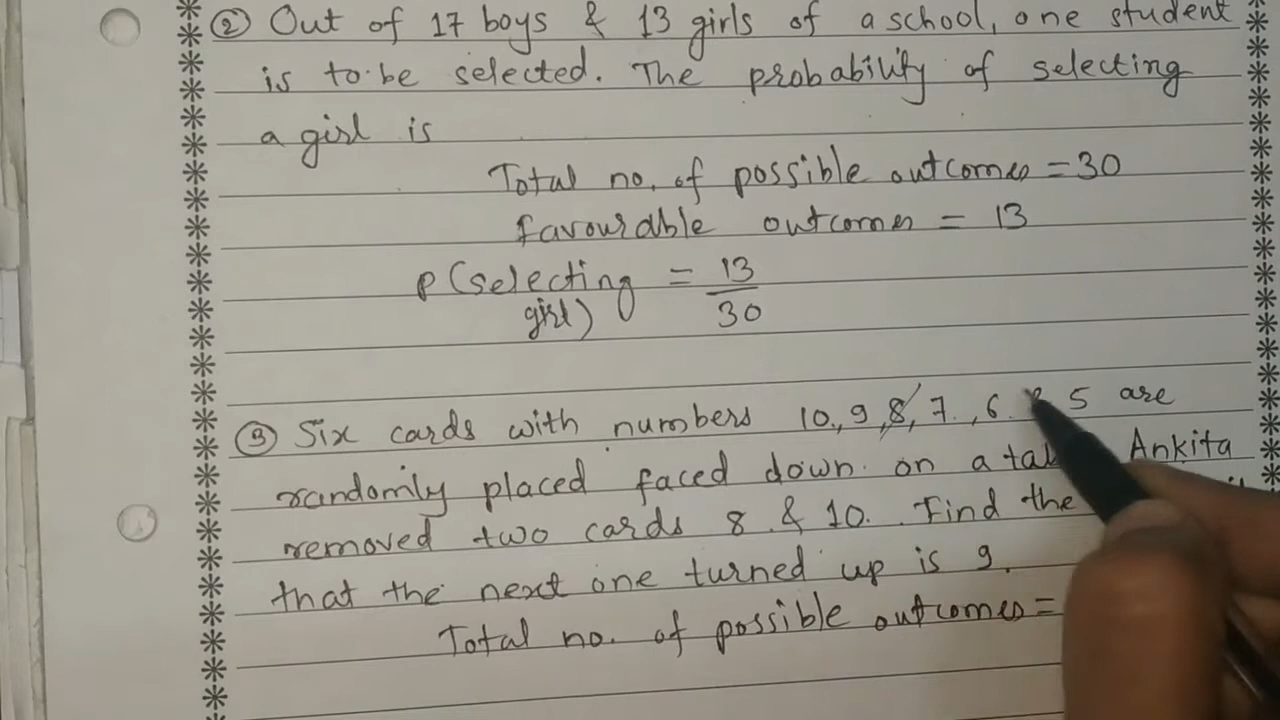 ② Out of 17 boys & 13 girls of a school, one student
is to be selected. The probability of selecting
a girl is
Total no. of possible outcomes = 30
favourable outcomes = 13
P(selecting girl) = 13/30
③ Six cards with numbers 10, 9, 8, 7, 6 & 5 are
randomly placed faced down on a Ankita
removed two cards 8 & 10. Find the
that the next one turned up is 9.
Total no. of possible outcomes =